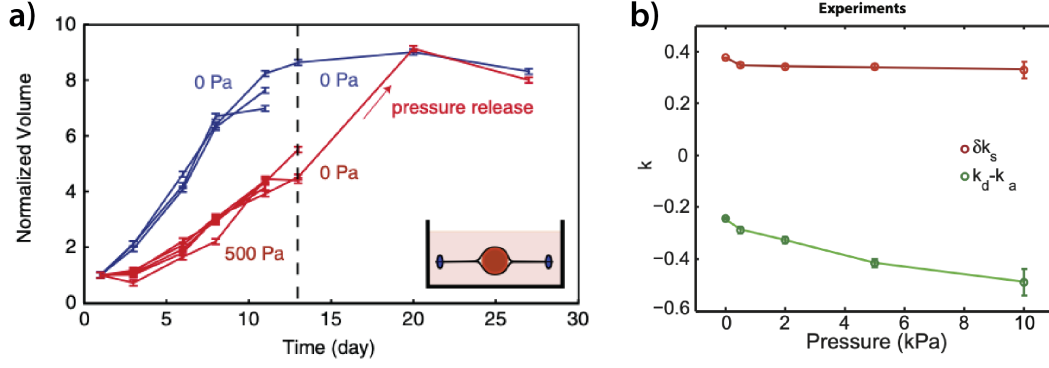 a)
10
8
6
4
2
0
Normalized Volume
0 Pa
0 Pa
pressure release
0 Pa
500 Pa
0 5 10 15 20 25 30
Time (day)
b)
Experiments
0.4
0.2
0
−0.2
−0.4
−0.6
k
δk_s
k_d-k_a
0 2 4 6 8 10
Pressure (kPa)